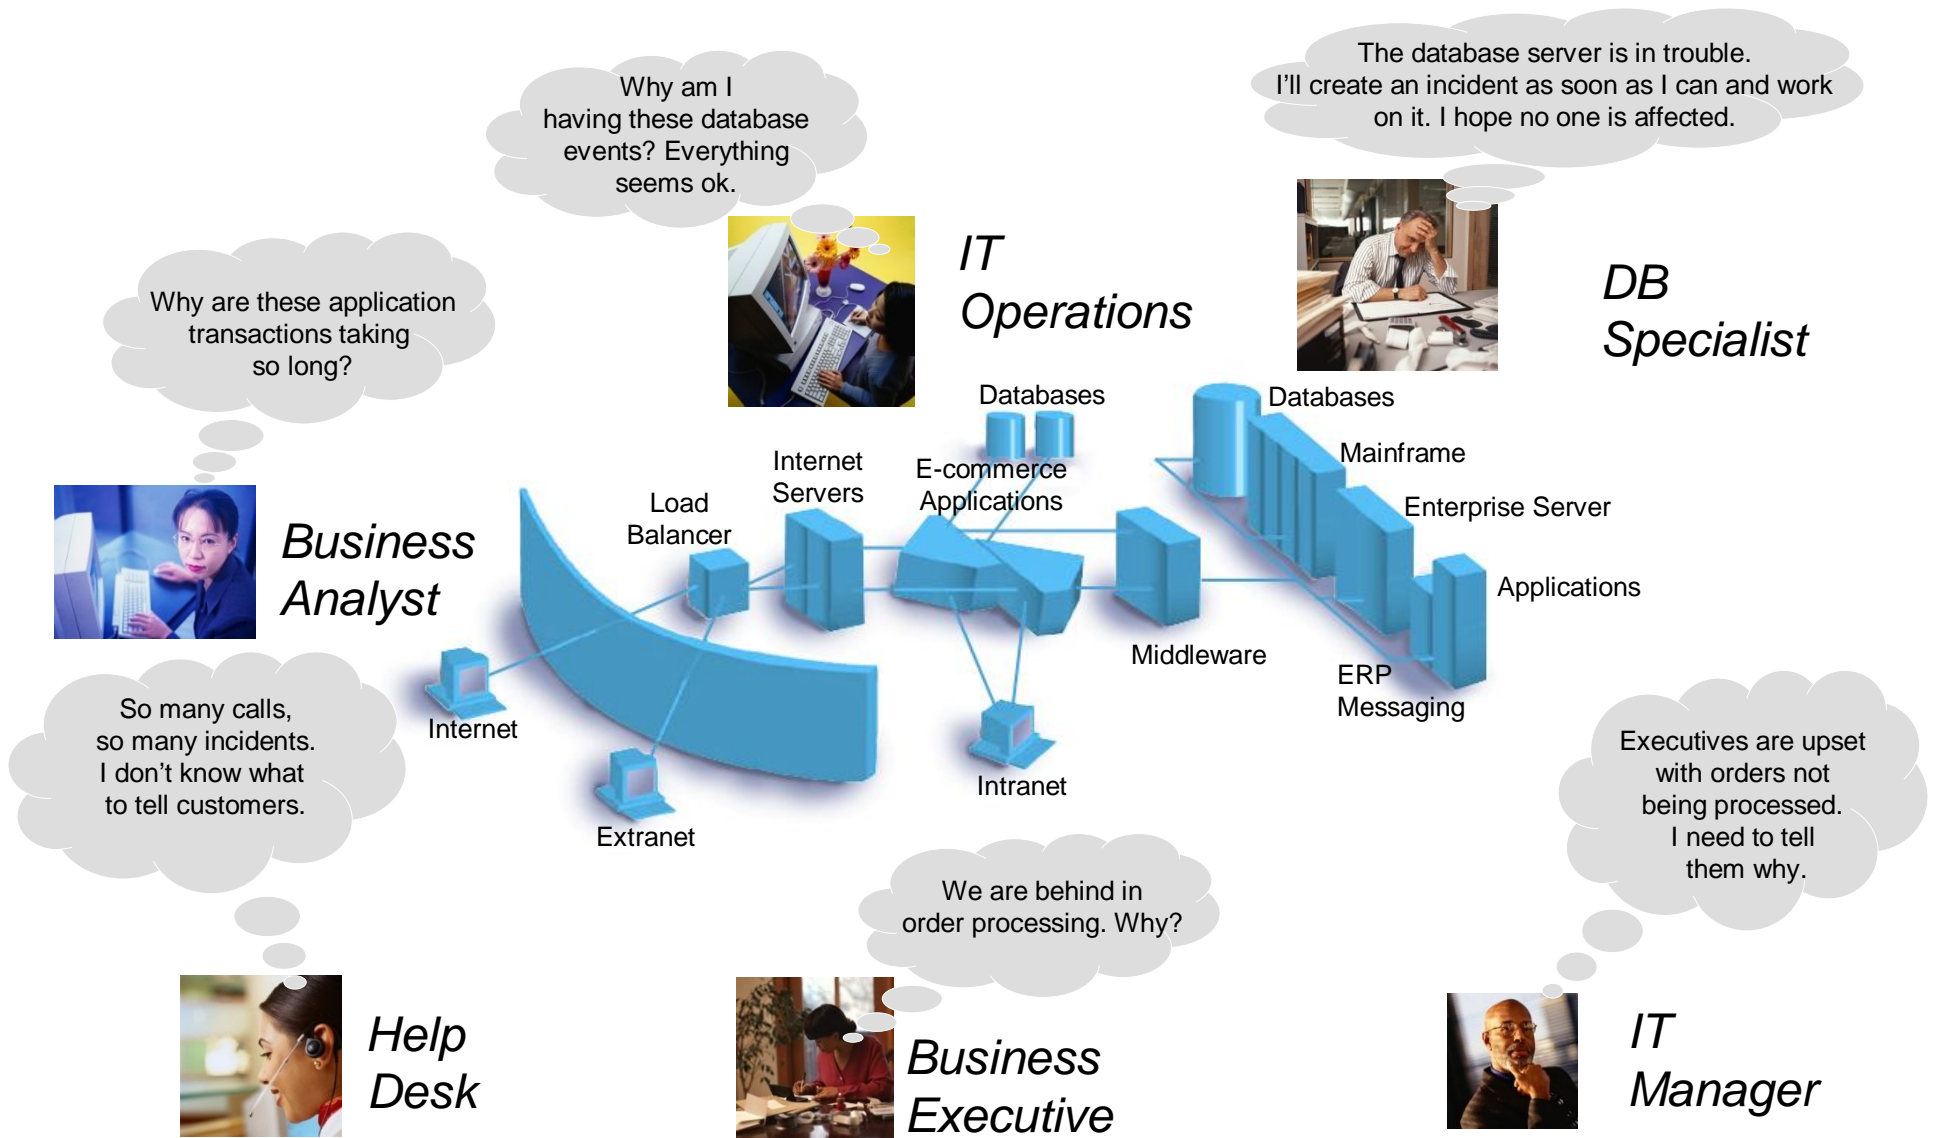 The database server is in trouble.
I'll create an incident as soon as I can and work
on it. I hope no one is affected.
Why am I
having these database
events? Everything
seems ok.
IT
Operations
DB
Specialist
Why are these application
transactions taking
so long?
Business
Analyst
Databases
Databases
Mainframe
Enterprise Server
Applications
Internet
Servers
E-commerce
Applications
Load
Balancer
Middleware
ERP
Messaging
Internet
Intranet
Extranet
So many calls,
so many incidents.
I don't know what
to tell customers.
Executives are upset
with orders not
being processed.
I need to tell
them why.
We are behind in
order processing. Why?
Help
Desk
Business
Executive
IT
Manager